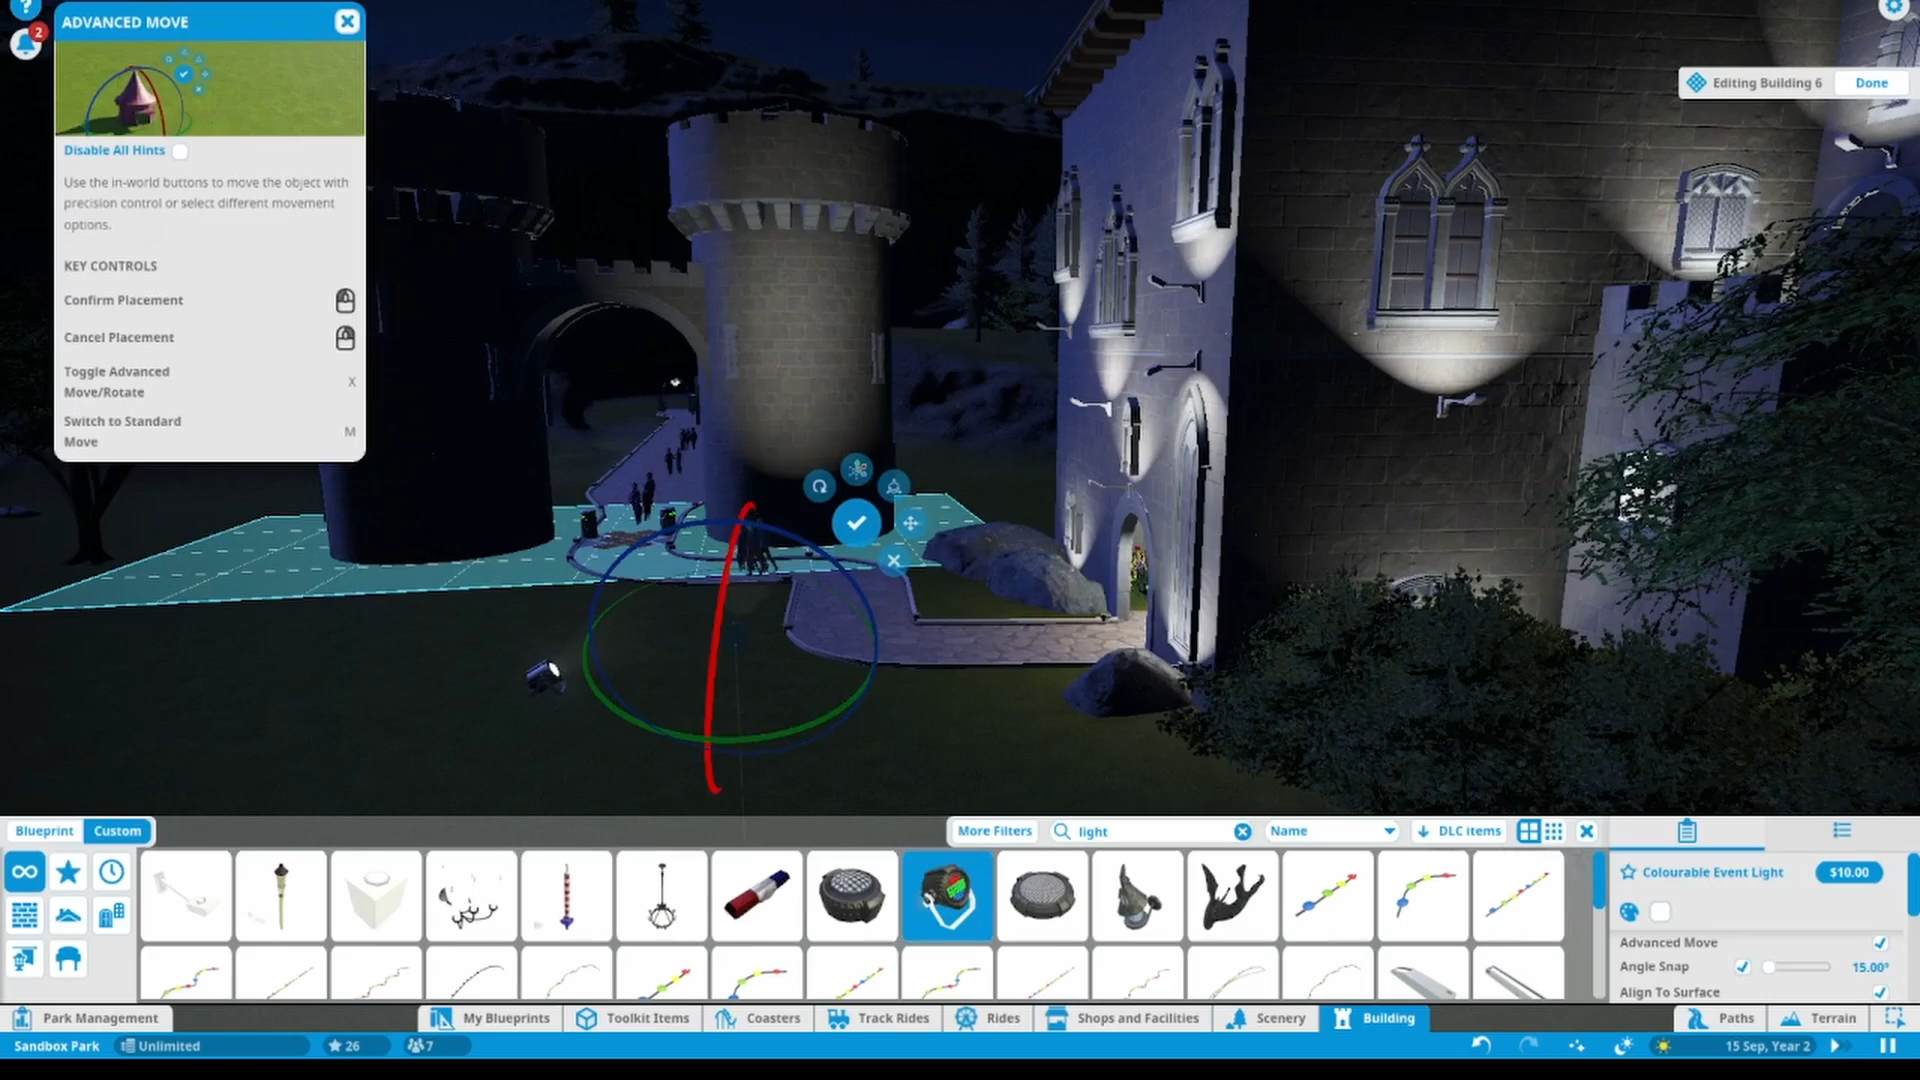 ?
2
ADVANCED MOVE
Disable All Hints
Use the in-world buttons to move the object with
precision control or select different movement
options.
KEY CONTROLS
Confirm Placement
Cancel Placement
Toggle Advanced
Move/Rotate
X
Switch to Standard
Move
M
Editing Building 6
Done
Blueprint
Custom
More Filters
light
Name
DLC items
Colourable Event Light
$10.00
Advanced Move
Angle Snap
15.00°
Align To Surface
Park Management
My Blueprints
Toolkit Items
Coasters
Track Rides
Rides
Shops and Facilities
Scenery
Building
Paths
Terrain
Sandbox Park
Unlimited
26
7
15 Sep, Year 2